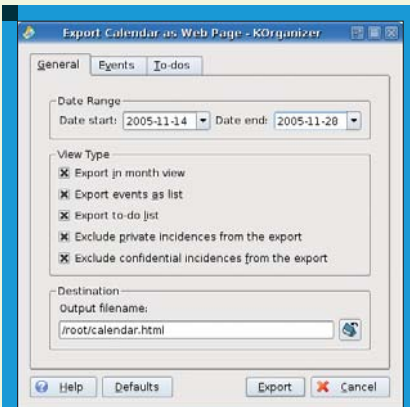 Export Calendar as Web Page - KOrganizer
General Events To-dos
Date Range
Date start: 2005-11-14 Date end: 2005-11-28
View Type
Export in month view
Export events as list
Export to-do list
Exclude private incidences from the export
Exclude confidential incidences from the export
Destination
Output filename:
/root/calendar.html
Help Defaults Export Cancel